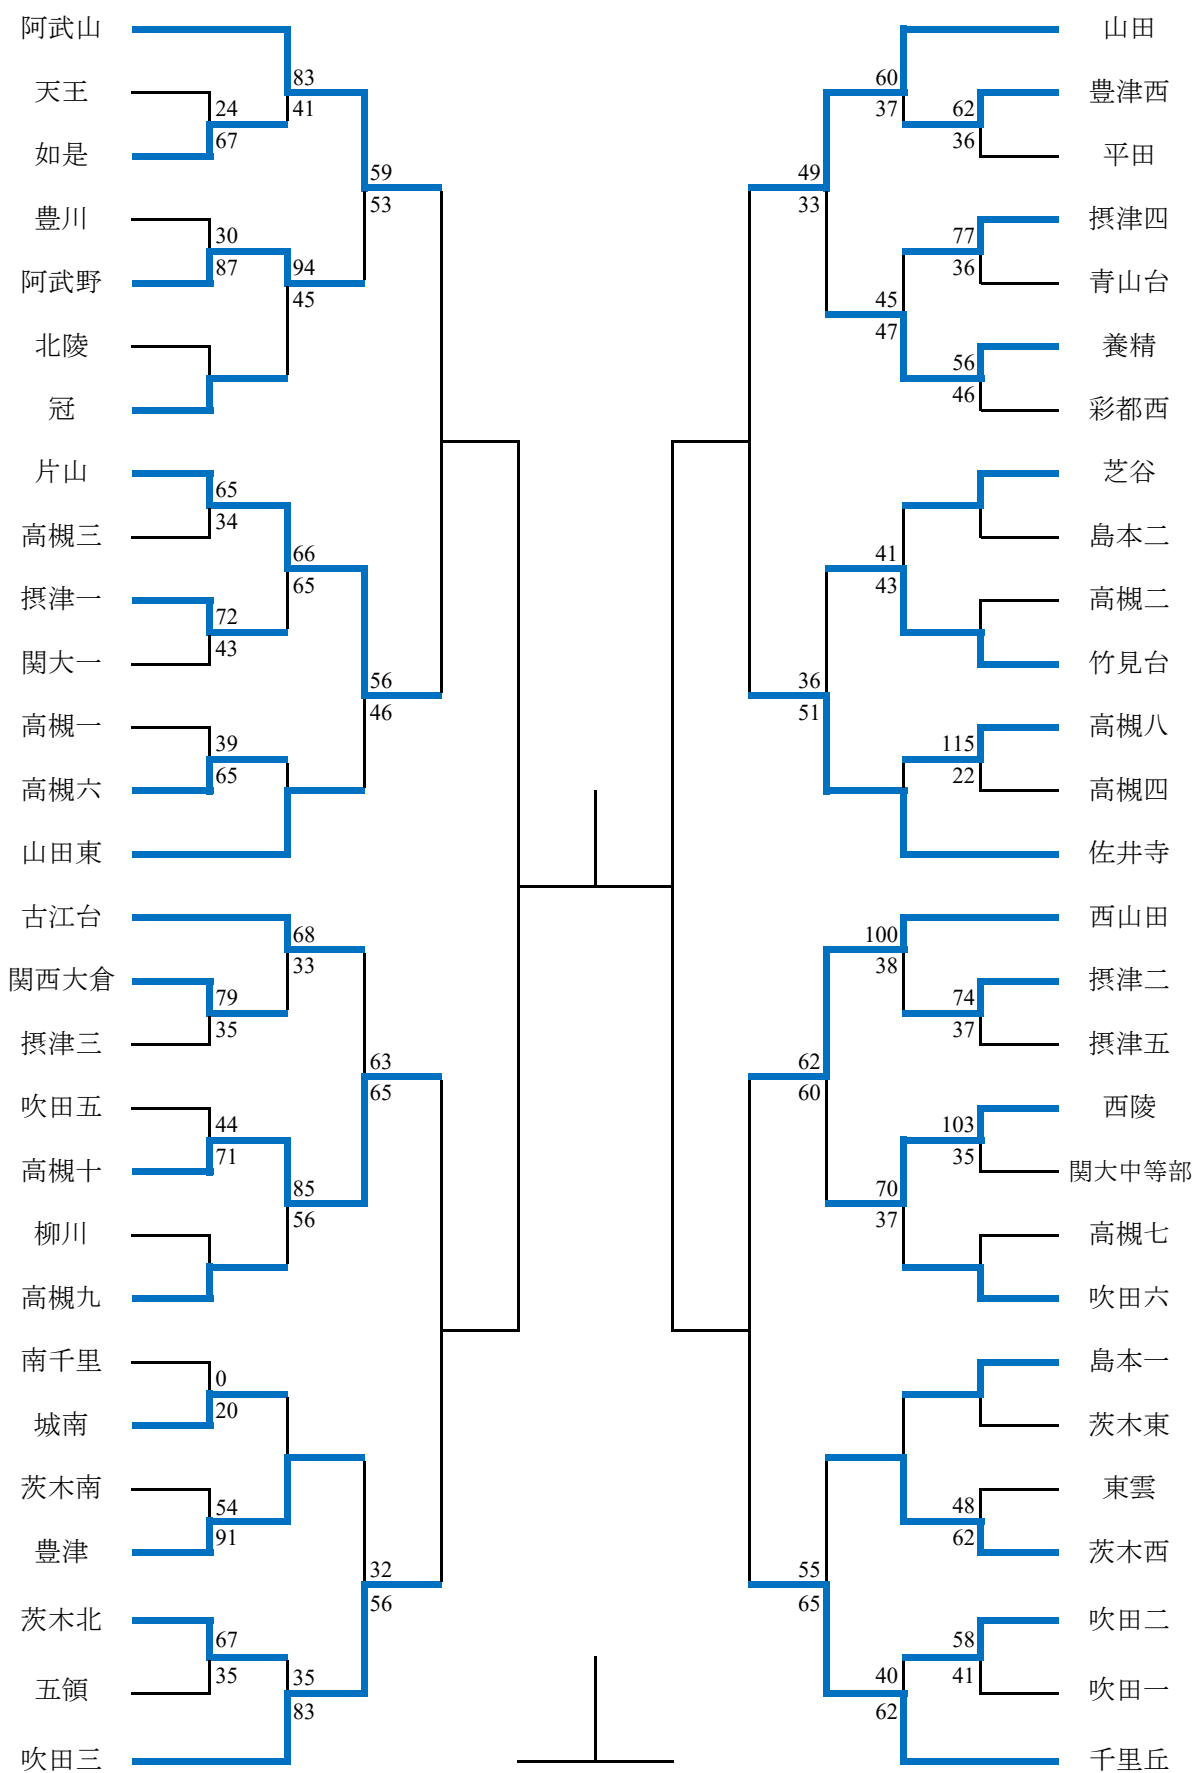 阿武山
天王
如是
豊川
阿武野
北陵
冠
片山
高槻三
摂津一
関大一
高槻一
高槻六
山田東
古江台
関西大倉
摂津三
吹田五
高槻十
柳川
高槻九
南千里
城南
茨木南
豊津
茨木北
五領
吹田三
24
67
30
87
65
34
72
43
39
65
79
35
44
71
0
20
54
91
67
35
83
41
94
45
66
65
68
33
85
56
35
83
59
53
56
46
63
65
32
56
49
33
36
51
62
60
55
65
60
37
45
47
41
43
100
38
70
37
40
62
62
36
77
36
56
46
115
22
74
37
103
35
48
62
58
41
山田
豊津西
平田
摂津四
青山台
養精
彩都西
芝谷
島本二
高槻二
竹見台
高槻八
高槻四
佐井寺
西山田
摂津二
摂津五
西陵
関大中等部
高槻七
吹田六
島本一
茨木東
東雲
茨木西
吹田二
吹田一
千里丘